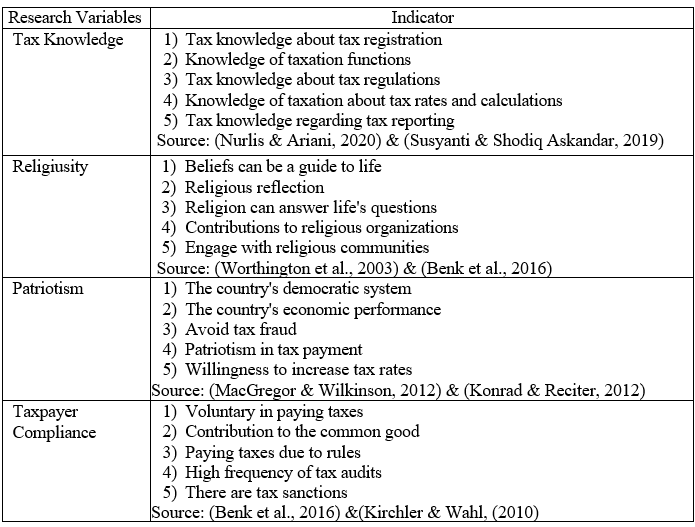 Research Variables Indicator
Tax Knowledge 1) Tax knowledge about tax registration
2) Knowledge of taxation functions
3) Tax knowledge about tax regulations
4) Knowledge of taxation about tax rates and calculations
5) Tax knowledge regarding tax reporting
Source: (Nurlis & Ariani, 2020) & (Susyanti & Shodiq Askandar, 2019)
Religiusity 1) Beliefs can be a guide to life
2) Religious reflection
3) Religion can answer life's questions
4) Contributions to religious organizations
5) Engage with religious communities
Source: (Worthington et al., 2003) & (Benk et al., 2016)
Patriotism 1) The country's democratic system
2) The country's economic performance
3) Avoid tax fraud
4) Patriotism in tax payment
5) Willingness to increase tax rates
Source: (MacGregor & Wilkinson, 2012) & (Konrad & Reciter, 2012)
Taxpayer 1) Voluntary in paying taxes
Compliance 2) Contribution to the common good
3) Paying taxes due to rules
4) High frequency of tax audits
5) There are tax sanctions
Source: (Benk et al., 2016) &(Kirchler & Wahl, (2010)